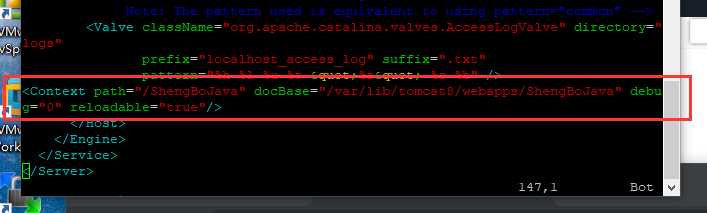 Note: The pattern used is equivalent to using pattern="common" -->
<Valve className="org.apache.catalina.valves.AccessLogValve" directory="
logs"
prefix="localhost_access_log" suffix=".txt"
pattern="%h %l %u %t &quot;%r&quot; %s %b" />
<Context path="/ShengBoJava" docBase="/var/lib/tomcat8/webapps/ShengBoJava" debu
g="0" reloadable="true"/>
</Host>
</Engine>
</Service>
</Server>
147,1 Bot